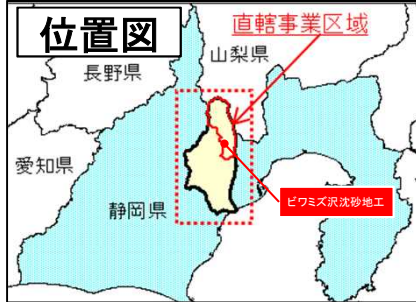 位置図
直轄事業区域
山梨県
長野県
愛知県
静岡県
ビワミズ沢沈砂地工